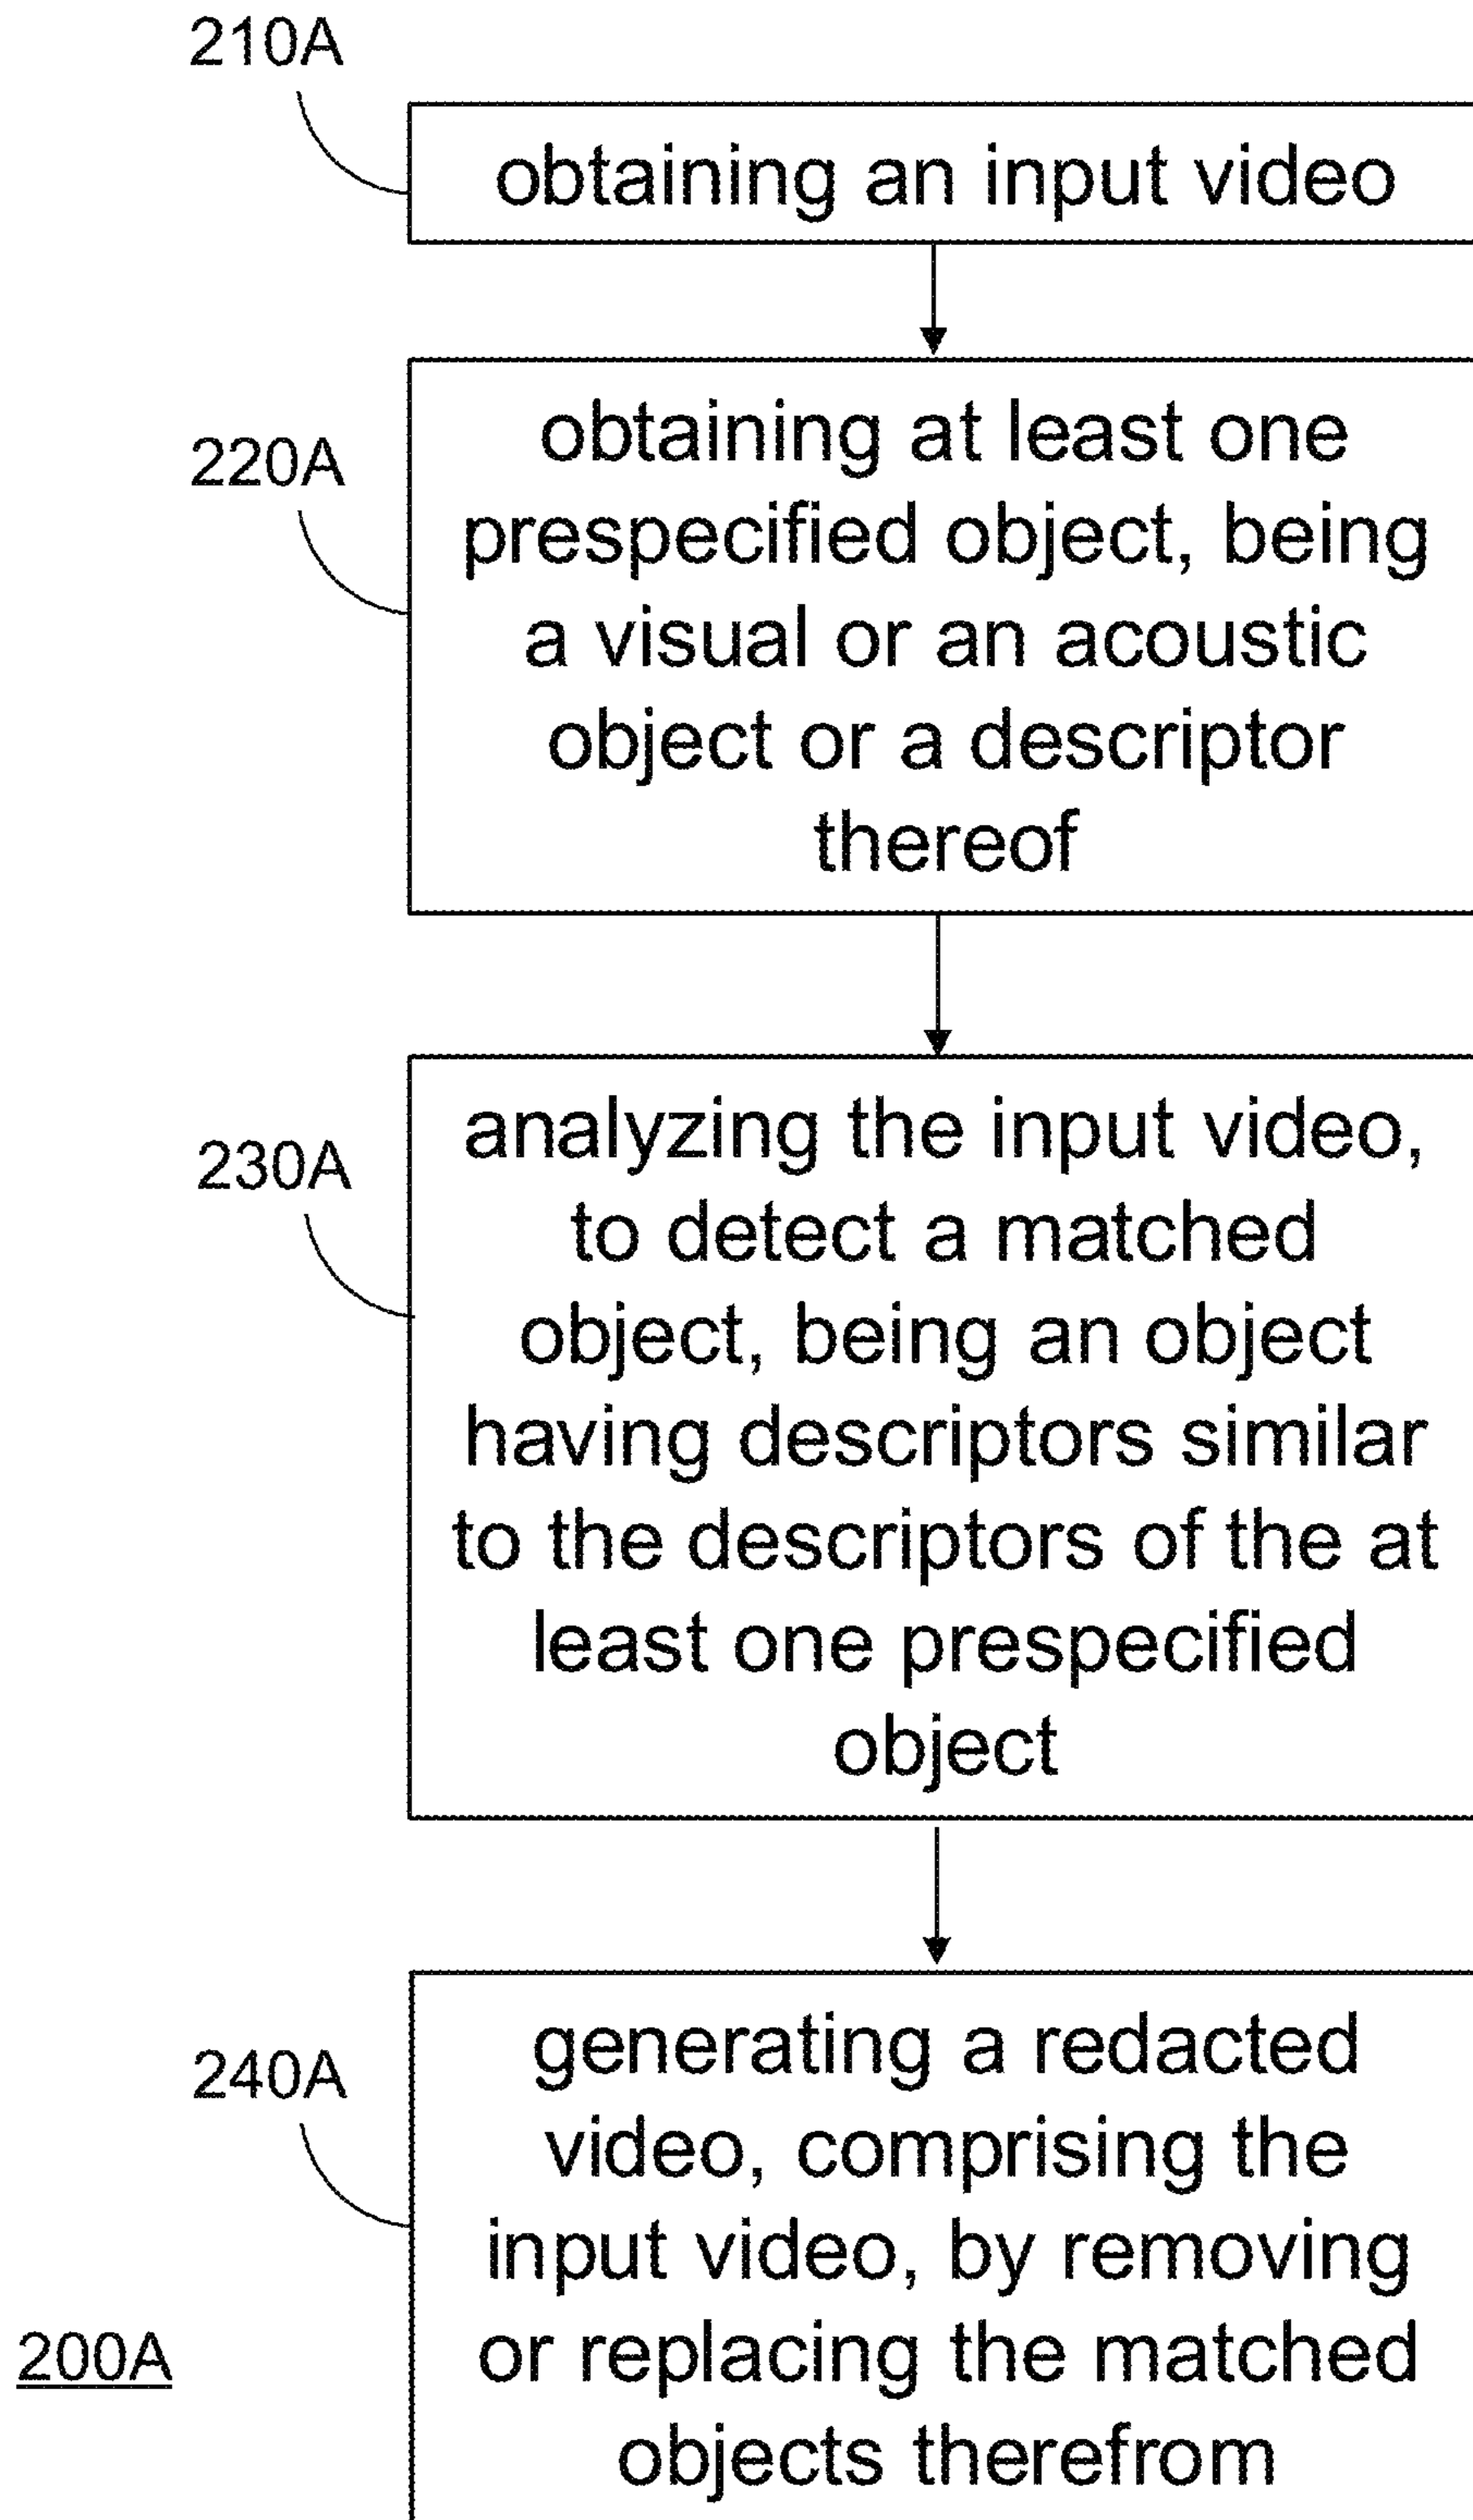 210A
obtaining an input video
220A
obtaining at least one
prespecified object, being
a visual or an acoustic
object or a descriptor
thereof
230A
analyzing the input video,
to detect a matched
object, being an object
having descriptors similar
to the descriptors of the at
least one prespecified
object
240A
generating a redacted
video, comprising the
input video, by removing
or replacing the matched
objects therefrom
200A